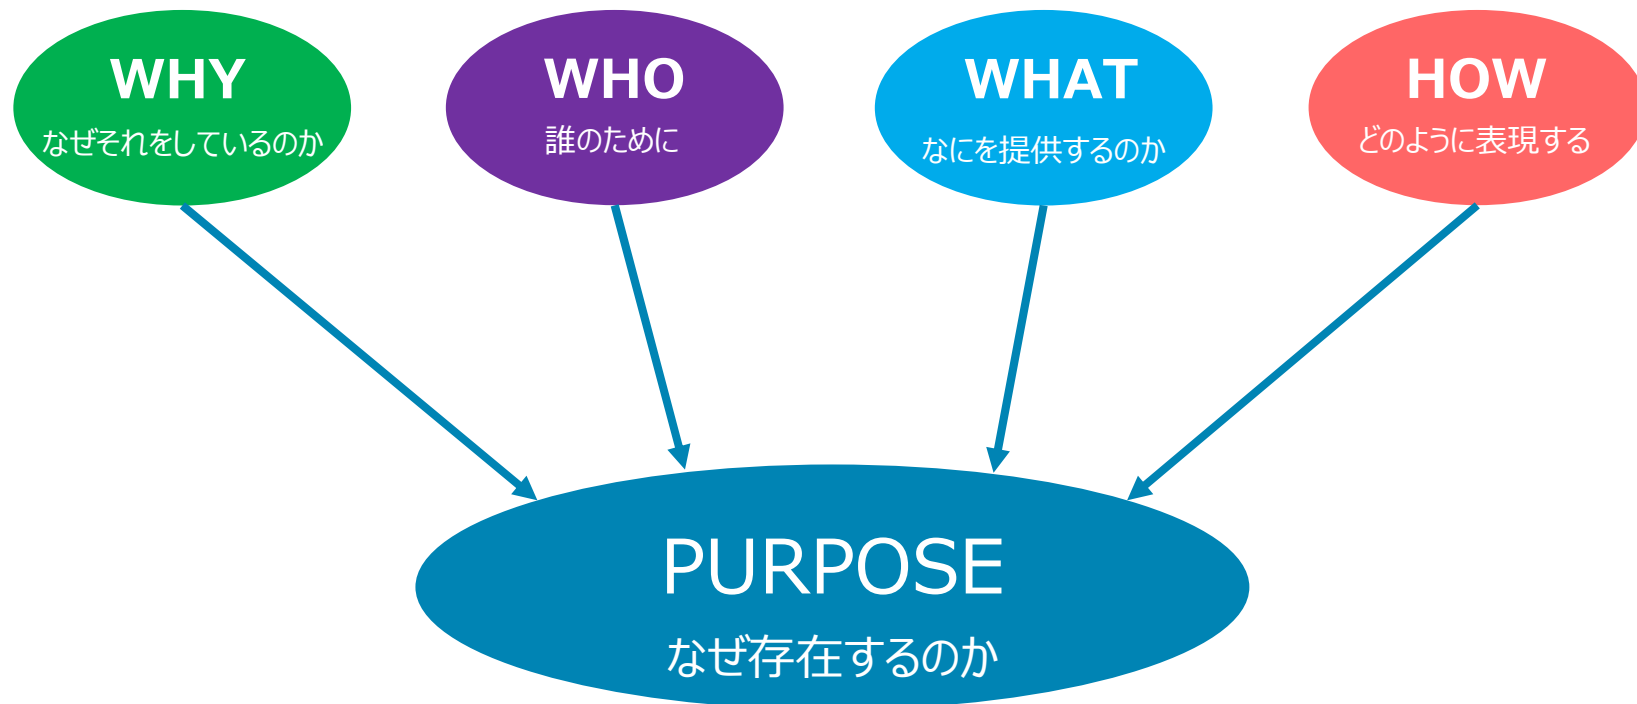 WHY
なぜそれをしているのか
WHO
誰のために
WHAT
なにを提供するのか
HOW
どのように表現する
PURPOSE
なぜ存在するのか